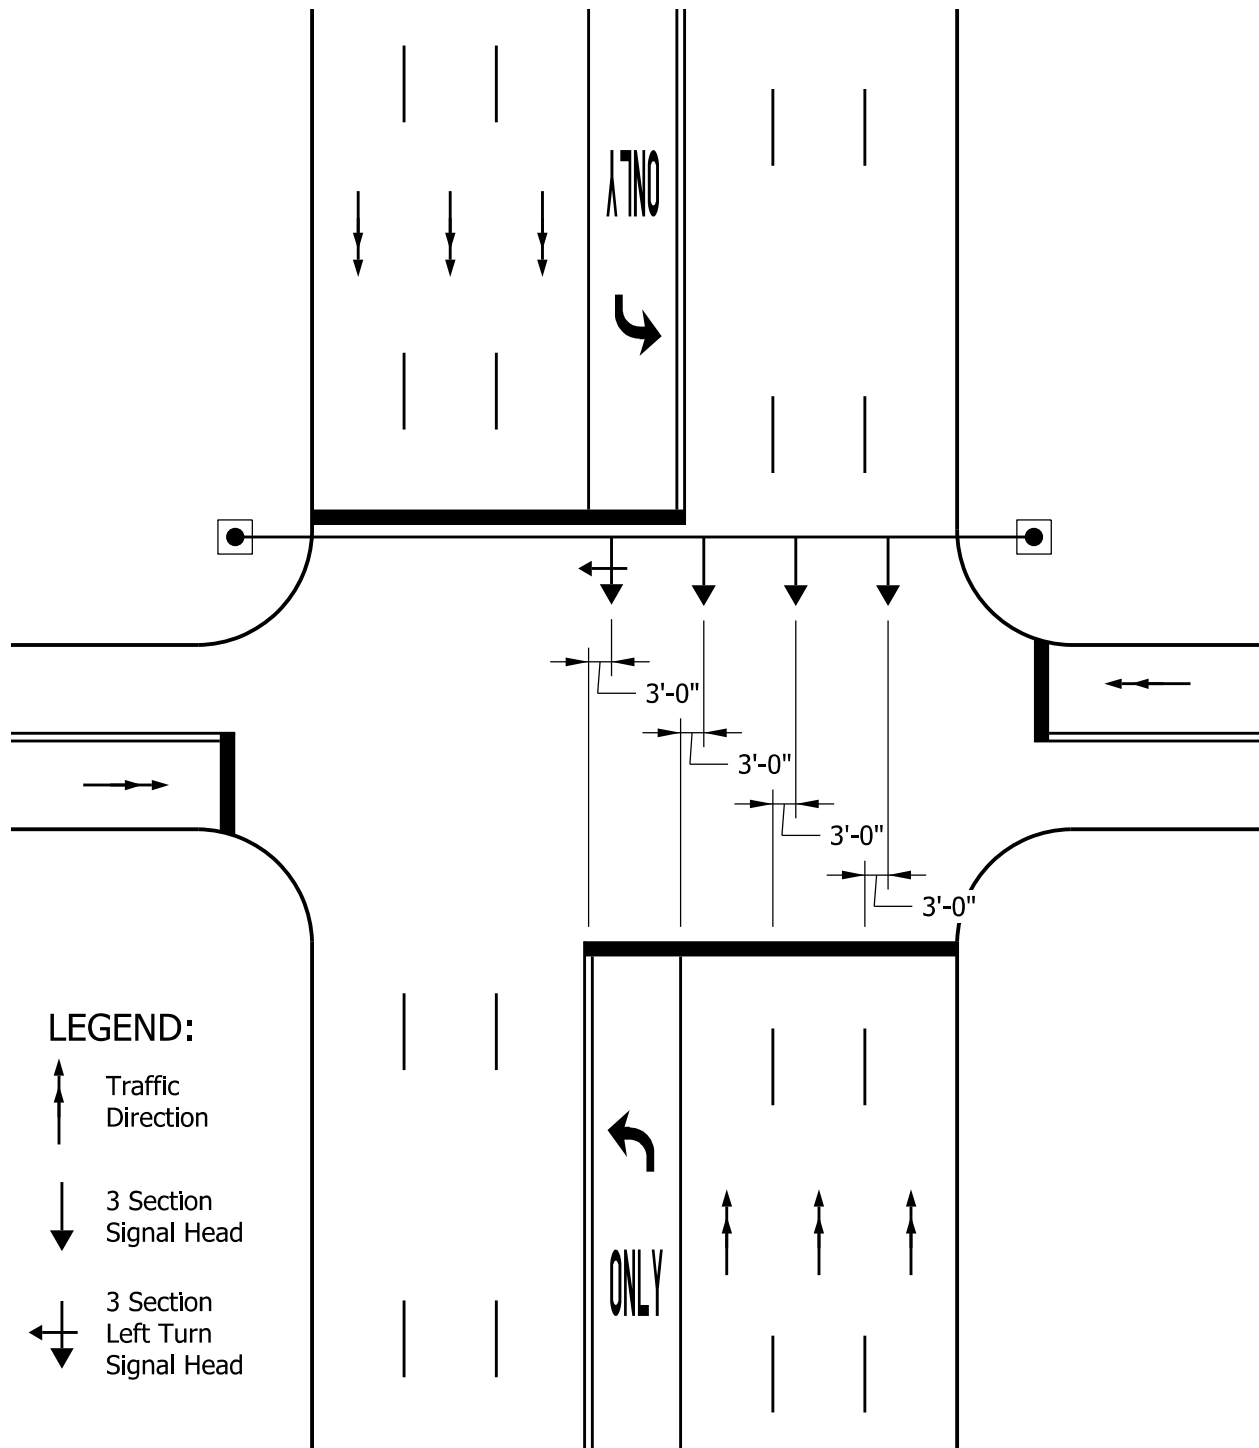 ONLY
3'-0"
3'-0"
3'-0"
3'-0"
LEGEND:
Traffic
Direction
3 Section
Signal Head
ONLY
3 Section
Left Turn
Signal Head